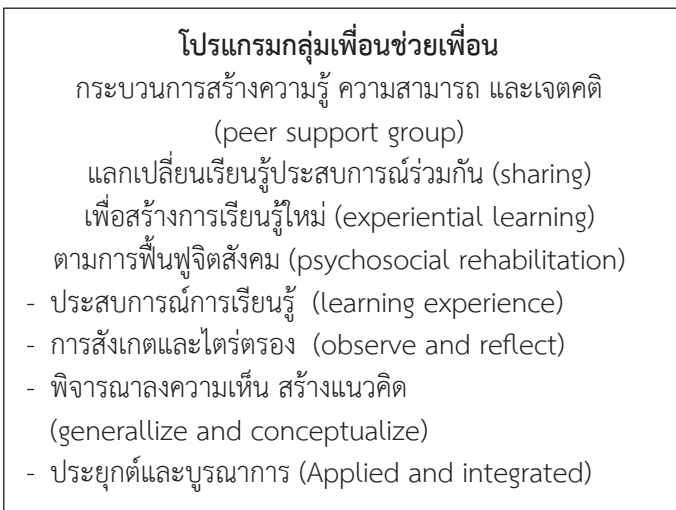 โปรแกรมกลุ่มเพื่อนช่วยเพื่อน
กระบวนการสร้างความรู้ ความสามารถ และเจตคติ
(peer support group)
แลกเปลี่ยนเรียนรู้ประสบการณ์ร่วมกัน (sharing)
เพื่อสร้างการเรียนรู้ใหม่ (experiential learning)
ตามการฟื้นฟูจิตสังคม (psychosocial rehabilitation)
- ประสบการณ์การเรียนรู้ (learning experience)
- การสังเกตและไตร่ตรอง (observe and reflect)
- พิจารณาลงความเห็น สร้างแนวคิด
(generallize and conceptualize)
- ประยุกต์และบูรณาการ (Applied and integrated)